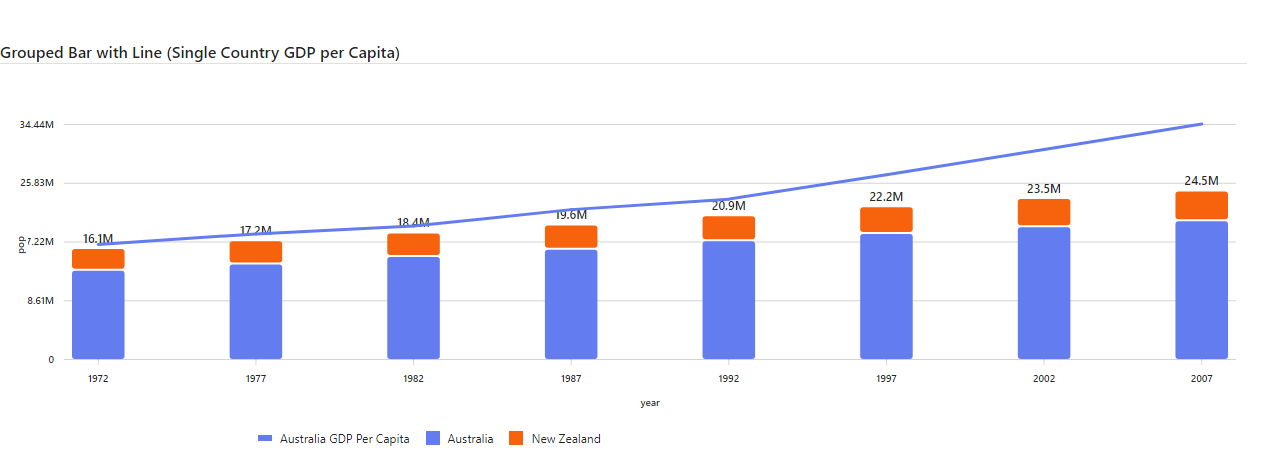 Grouped Bar with Line (Single Country GDP per Capita)
34.44M
25.83M
7.22M
8.61M
0
pop
16.1M
17.2M
18.4M
19.6M
20.9M
22.2M
23.5M
24.5M
1972 1977 1982 1987 1992 1997 2002 2007
year
Australia GDP Per Capita Australia New Zealand